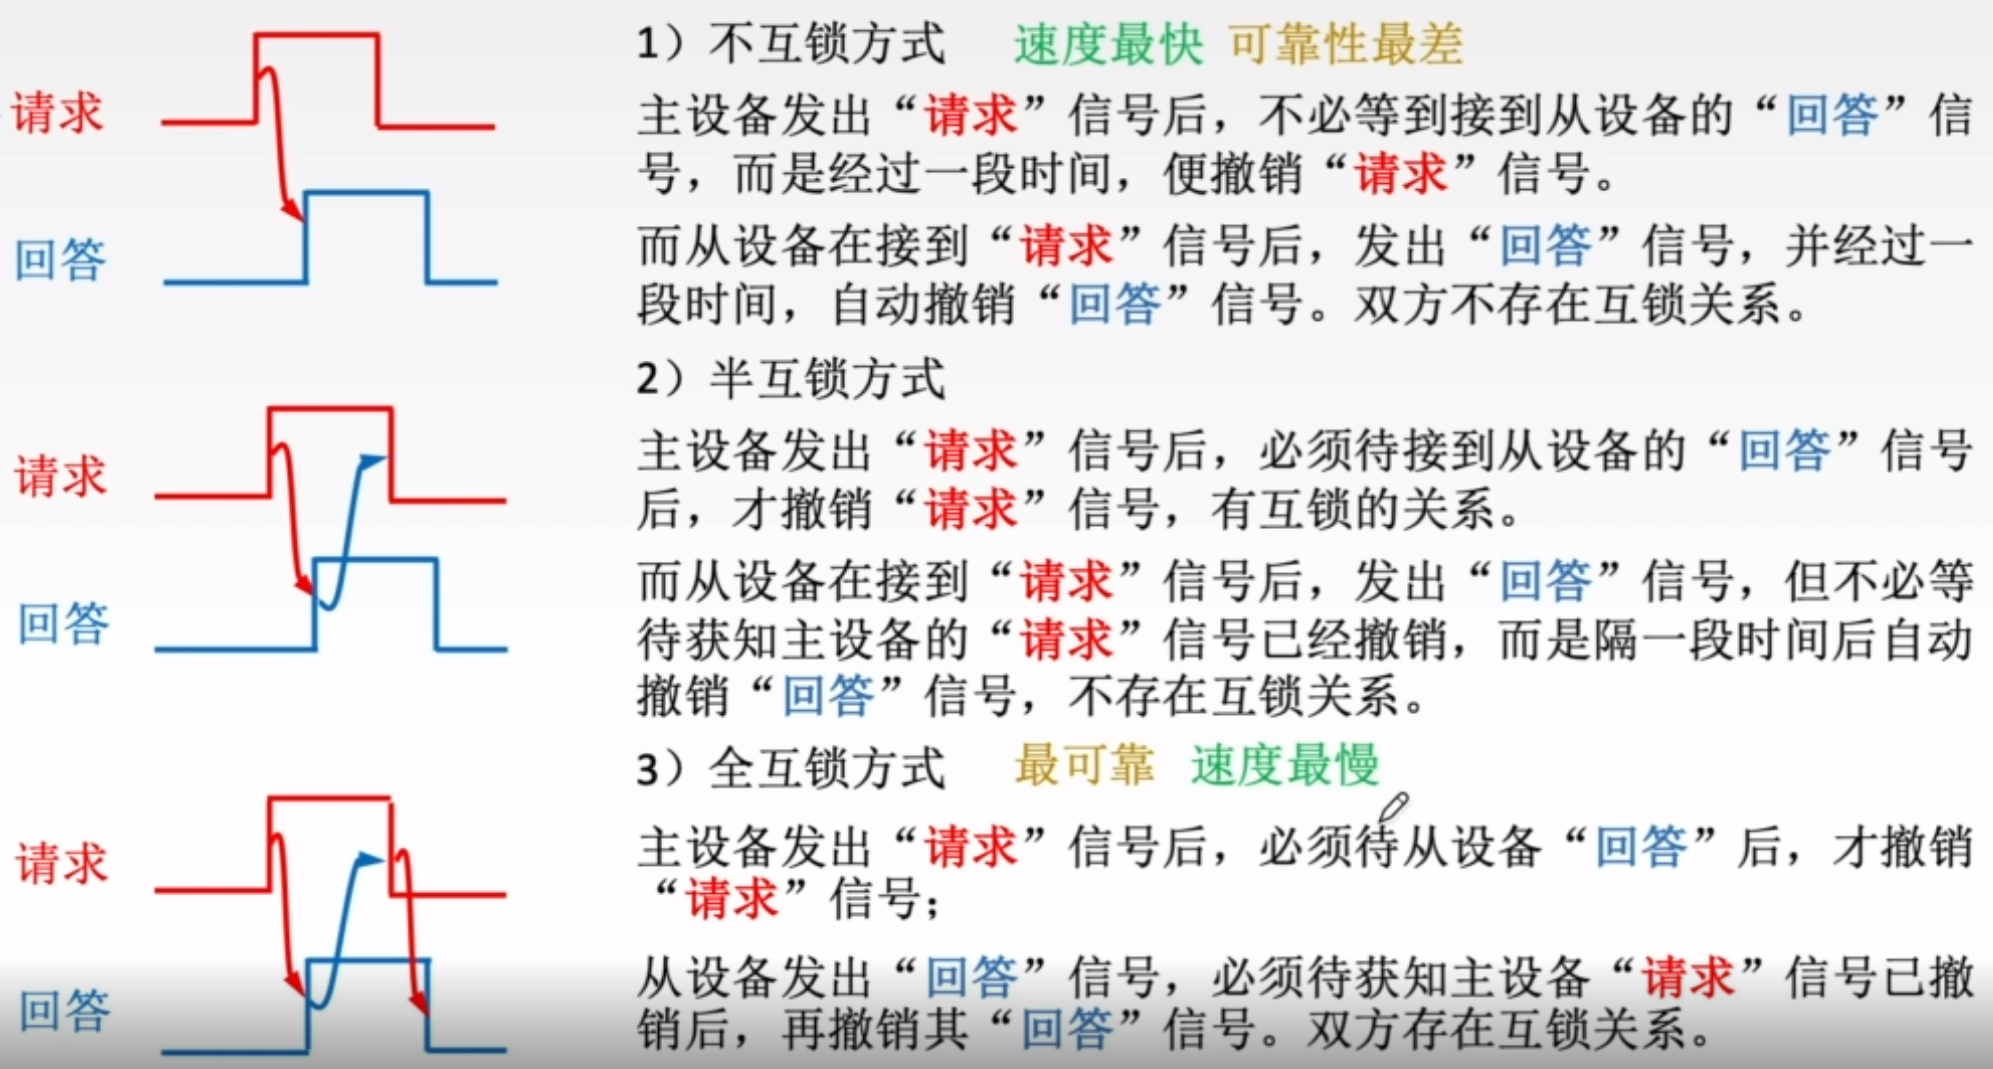 1）不互锁方式 速度最快 可靠性最差
请求
主设备发出“请求”信号后，不必等到接到从设备的“回答”信
号，而是经过一段时间，便撤销“请求”信号。
回答
而从设备在接到“请求”信号后，发出“回答”信号，并经过一
段时间，自动撤销“回答”信号。双方不存在互锁关系。
2）半互锁方式
请求
主设备发出“请求”信号后，必须待接到从设备的“回答”信号
后，才撤销“请求”信号，有互锁的关系。
回答
而从设备在接到“请求”信号后，发出“回答”信号，但不必等
待获知主设备的“请求”信号已经撤销，而是隔一段时间后自动
撤销“回答”信号，不存在互锁关系。
3）全互锁方式 最可靠 速度最慢
请求
主设备发出“请求”信号后，必须待从设备“回答”后，才撤销
“请求”信号；
回答
从设备发出“回答”信号，必须待获知主设备“请求”信号已撤
销后，再撤销其“回答”信号。双方存在互锁关系。